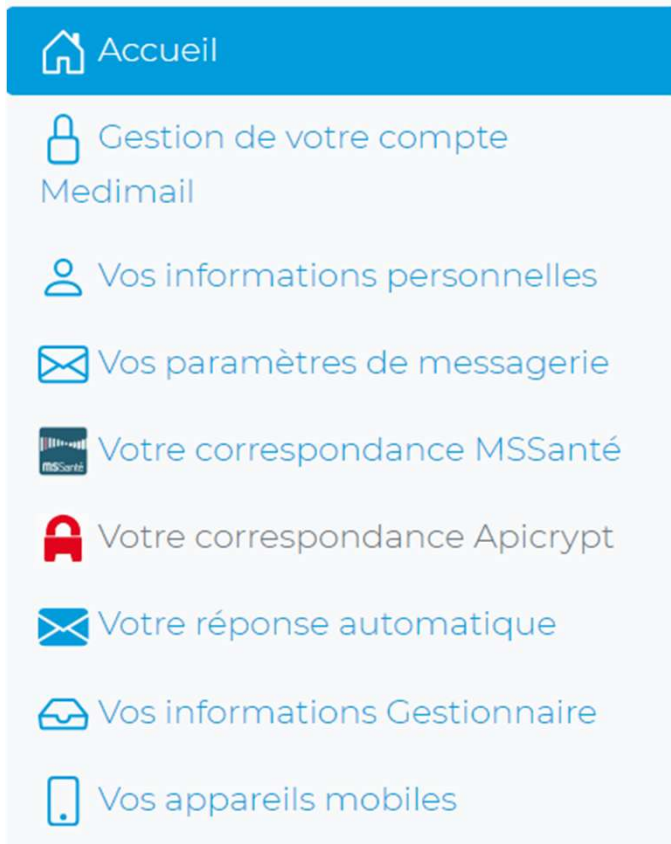 Accueil
Gestion de votre compte
Medimail
Vos informations personnelles
Vos paramètres de messagerie
MSSanté
Votre correspondance MSSanté
Votre correspondance Apicrypt
Votre réponse automatique
Vos informations Gestionnaire
Vos appareils mobiles